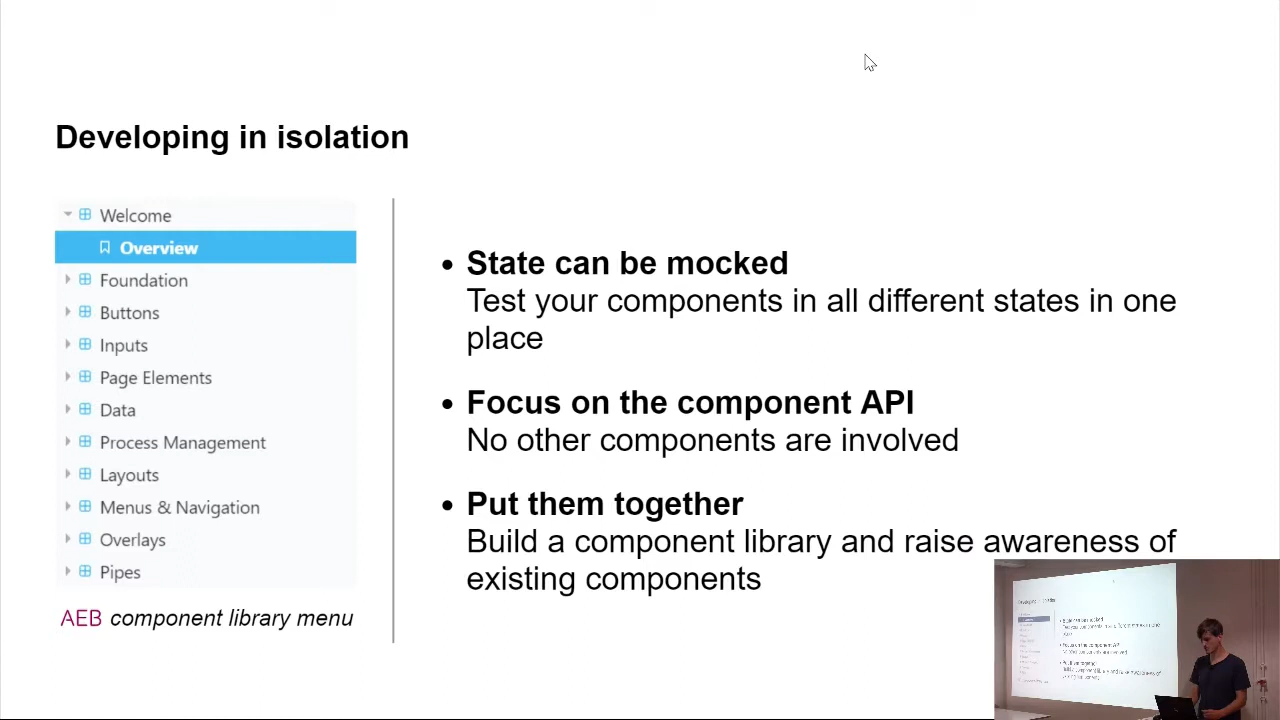 Developing in isolation
Welcome
Overview
Foundation
Buttons
Inputs
Page Elements
Data
Process Management
Layouts
Menus & Navigation
Overlays
Pipes
AEB component library menu
• State can be mocked
Test your components in all different states in one
place
• Focus on the component API
No other components are involved
• Put them together
Build a component library and raise awareness of
existing components